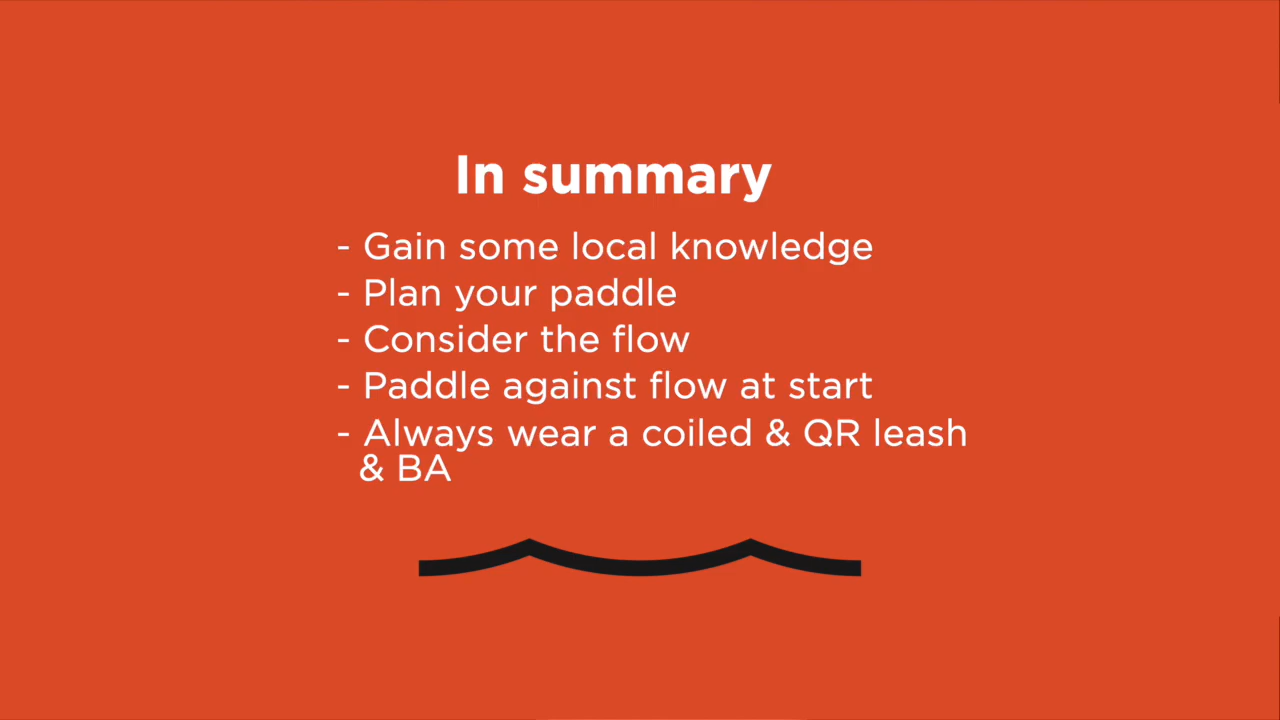 In summary
- Gain some local knowledge
- Plan your paddle
- Consider the flow
- Paddle against flow at start
- Always wear a coiled & QR leash
& BA